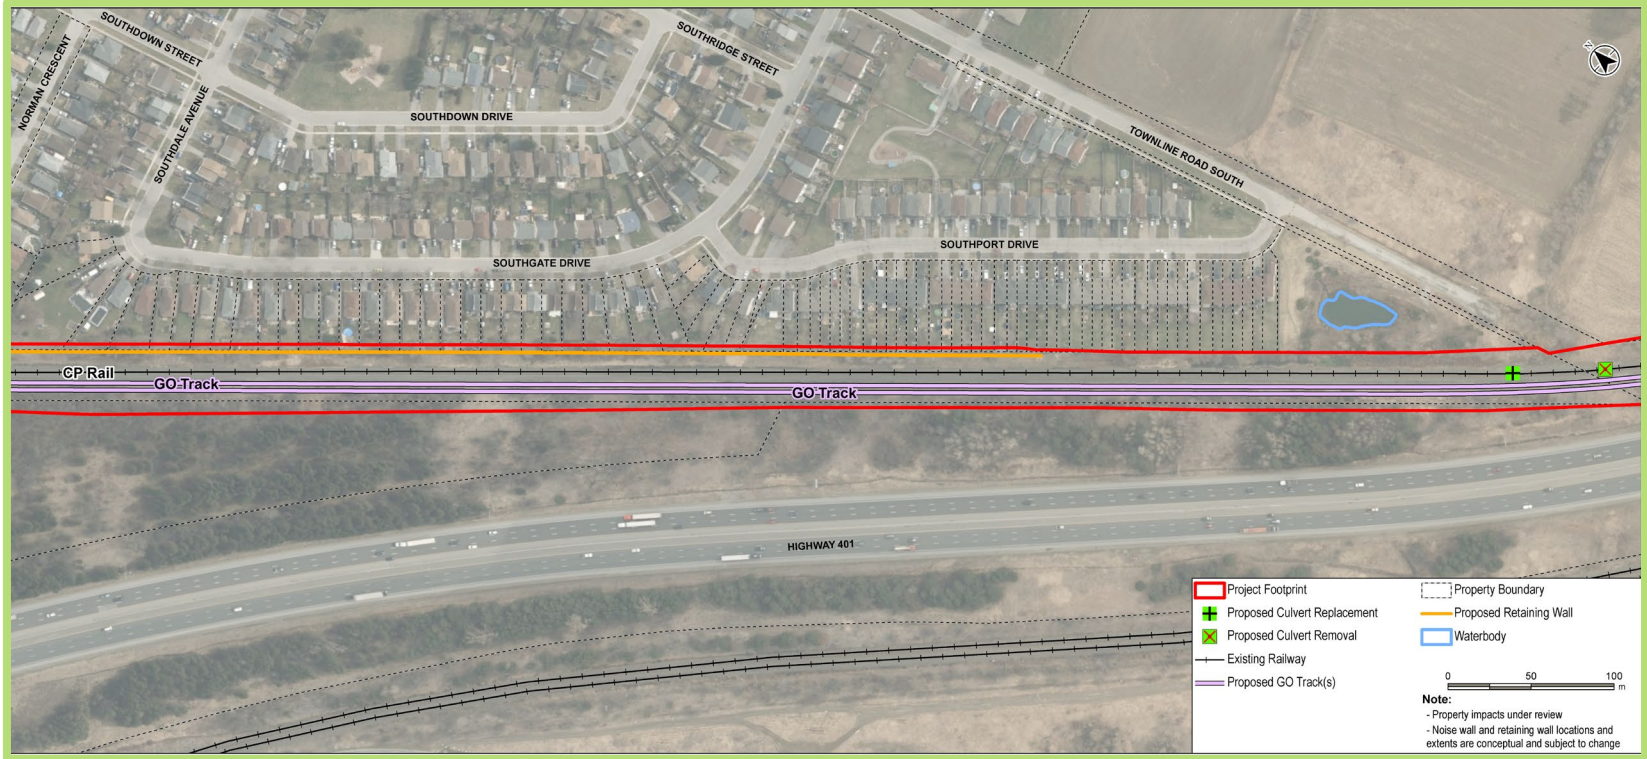 SOUTHDOWN STREET
NORMAN CRESCENT
SOUTHDALE AVENUE
SOUTHDOWN DRIVE
SOUTHRIDGE STREET
TOWNLINE ROAD SOUTH
N
SOUTHGATE DRIVE
SOUTHPORT DRIVE
CP Rail
GO Track
GO Track
HIGHWAY 401
Project Footprint
Proposed Culvert Replacement
Proposed Culvert Removal
Existing Railway
Proposed GO Track(s)
Property Boundary
Proposed Retaining Wall
Waterbody
0 50 100
m
Note:
- Property impacts under review
- Noise wall and retaining wall locations and
extents are conceptual and subject to change